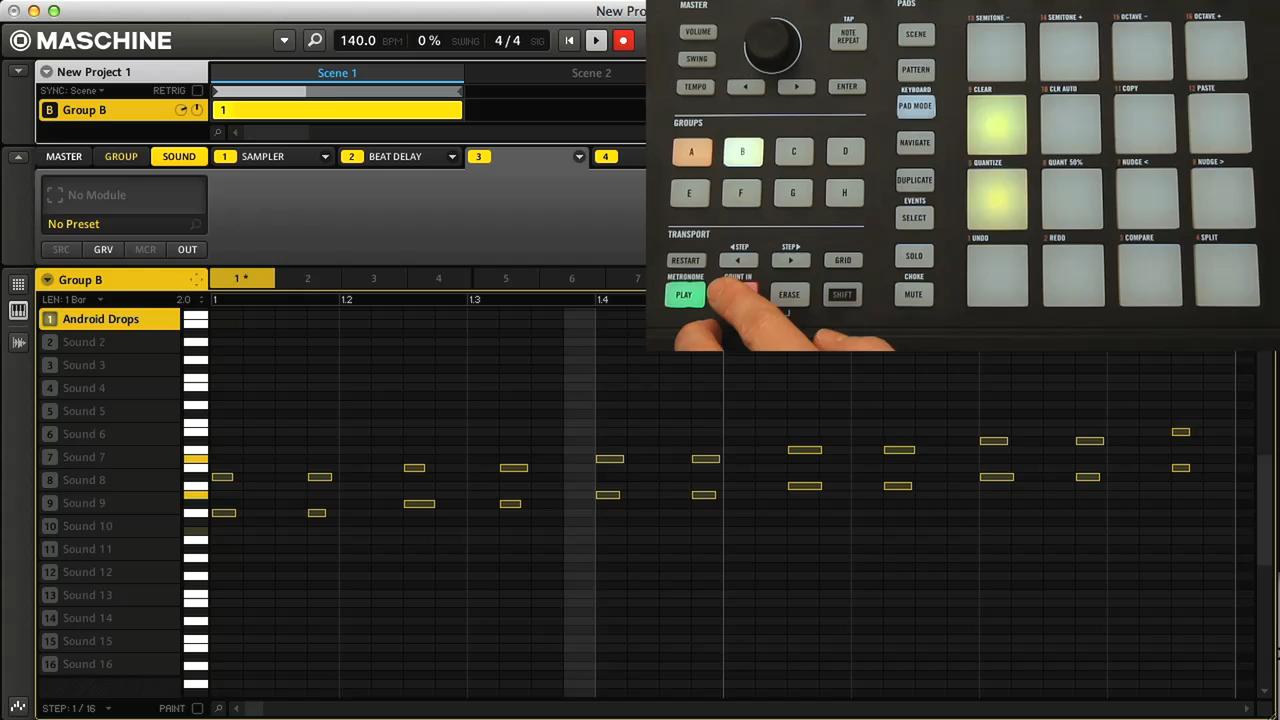 New Pro
MASCHINE
140.0 BPM 0% SWING 4/4 SIG
New Project 1
Scene 1
Scene 2
SYNC: Scene
RETRIG
B Group B
1
MASTER GROUP SOUND
1 SAMPLER
2 BEAT DELAY
3
4
No Module
No Preset
SRC GRV MCR OUT
Group B
1 * 2 3 4 5 6 7
LEN: 1 Bar 2.0
1 1.2 1.3 1.4
1 Android Drops
2 Sound 2
3 Sound 3
4 Sound 4
5 Sound 5
6 Sound 6
7 Sound 7
8 Sound 8
9 Sound 9
10 Sound 10
11 Sound 11
12 Sound 12
13 Sound 13
14 Sound 14
15 Sound 15
16 Sound 16
STEP: 1 / 16
PAINT
MASTER
VOLUME
SWING
TEMPO
TAP
NOTE REPEAT
ENTER
GROUPS
A B C D
E F G H
TRANSPORT
◀STEP STEP▶
RESTART
GRID
METRONOME COUNT IN
PLAY
ERASE
SHIFT
PADS
SCENE
PATTERN
KEYBOARD
PAD MODE
NAVIGATE
DUPLICATE
EVENTS
SELECT
SOLO
CHOKE
MUTE
13 SEMITONE - 14 SEMITONE + 15 OCTAVE - 16 OCTAVE +
9 CLEAR 10 CLR AUTO 11 COPY 12 PASTE
5 QUANTIZE 6 QUANT 50% 7 NUDGE < 8 NUDGE >
1 UNDO 2 REDO 3 COMPARE 4 SPLIT